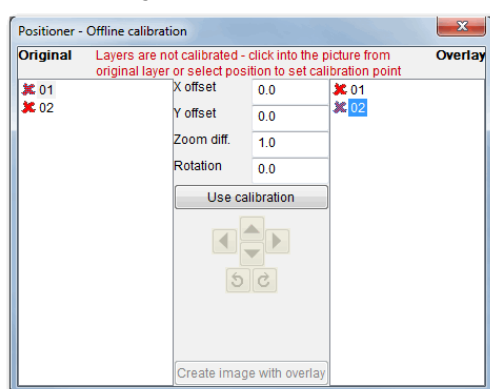 Positioner - Offline calibration
Original Layers are not calibrated - click into the picture from Overlay
original layer or select position to set calibration point
01 X offset 0.0 01
02 Y offset 0.0 02
Zoom diff. 1.0
Rotation 0.0
Use calibration
Create image with overlay